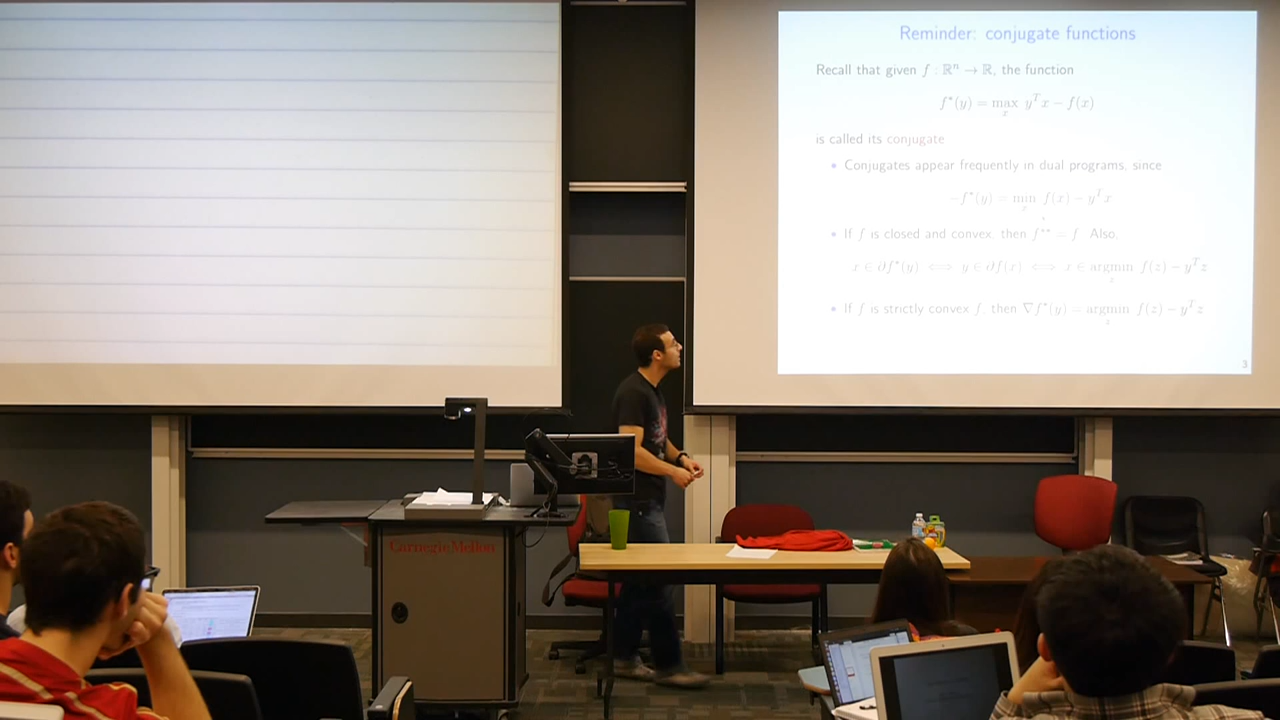 Reminder: conjugate functions
Recall that given f : ℝⁿ → ℝ, the function
f*(y) = max_x yᵀx − f(x)
is called its conjugate
• Conjugates appear frequently in dual programs, since
−f*(y) = min_x f(x) − yᵀx
• If f is closed and convex, then f** = f. Also,
x ∈ ∂f*(y) ⟺ y ∈ ∂f(x) ⟺ x ∈ argmin_z f(z) − yᵀz
• If f is strictly convex f, then ∇f*(y) = argmin_z f(z) − yᵀz
3
Carnegie Mellon